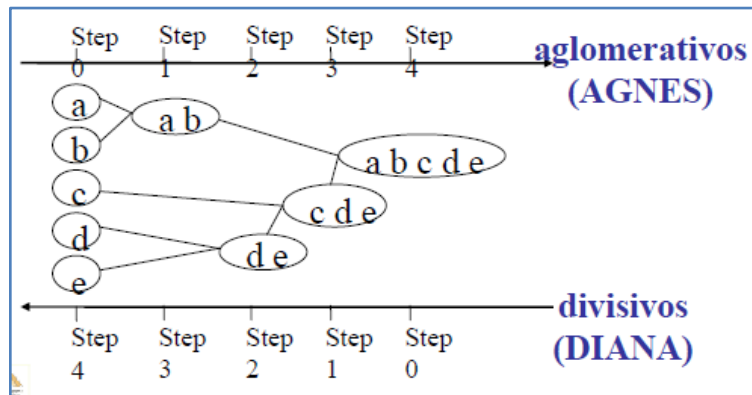 Step Step Step Step Step
0 1 2 3 4
aglomerativos
(AGNES)
a
a b
b
a b c d e
c
c d e
d
d e
e
divisivos
(DIANA)
Step Step Step Step Step
4 3 2 1 0